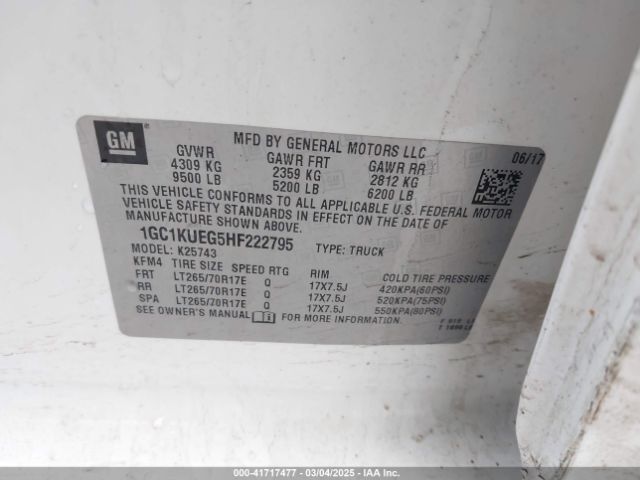 GM
MFD BY GENERAL MOTORS LLC 06/17
GVWR GAWR FRT GAWR RR
4309 KG 2359 KG 2812 KG
9500 LB 5200 LB 6200 LB
THIS VEHICLE CONFORMS TO ALL APPLICABLE U.S. FEDERAL MOTOR
VEHICLE SAFETY STANDARDS IN EFFECT ON THE DATE OF
MANUFACTURE SHOWN ABOVE.
1GC1KUEG5HF222795 TYPE: TRUCK
MODEL: K25743
KFM4 TIRE SIZE SPEED RTG RIM COLD TIRE PRESSURE
FRT LT265/70R17E Q 17X7.5J 420KPA(60PSI)
RR LT265/70R17E Q 17X7.5J 520KPA(75PSI)
SPA LT265/70R17E Q 17X7.5J 550KPA(80PSI)
SEE OWNER'S MANUAL FOR MORE INFORMATION.
000-41717477 - 03/04/2025 - IAA Inc.